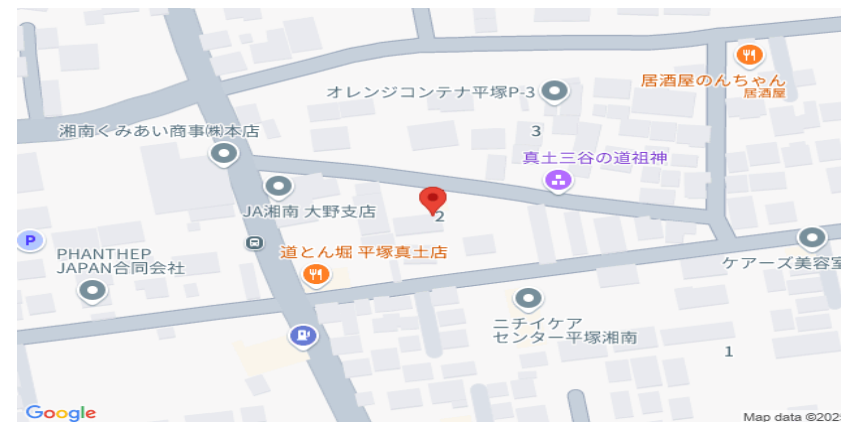 居酒屋のんちゃん
居酒屋
オレンジコンテナ平塚P-3
3
湘南くみあい商事㈱本店
真土三谷の道祖神
JA湘南 大野支店
2
P
道とん堀 平塚真土店
PHANTHEP
JAPAN合同会社
ケアーズ美容室
ニチイケア
センター平塚湘南
1
Google
Map data ©2025